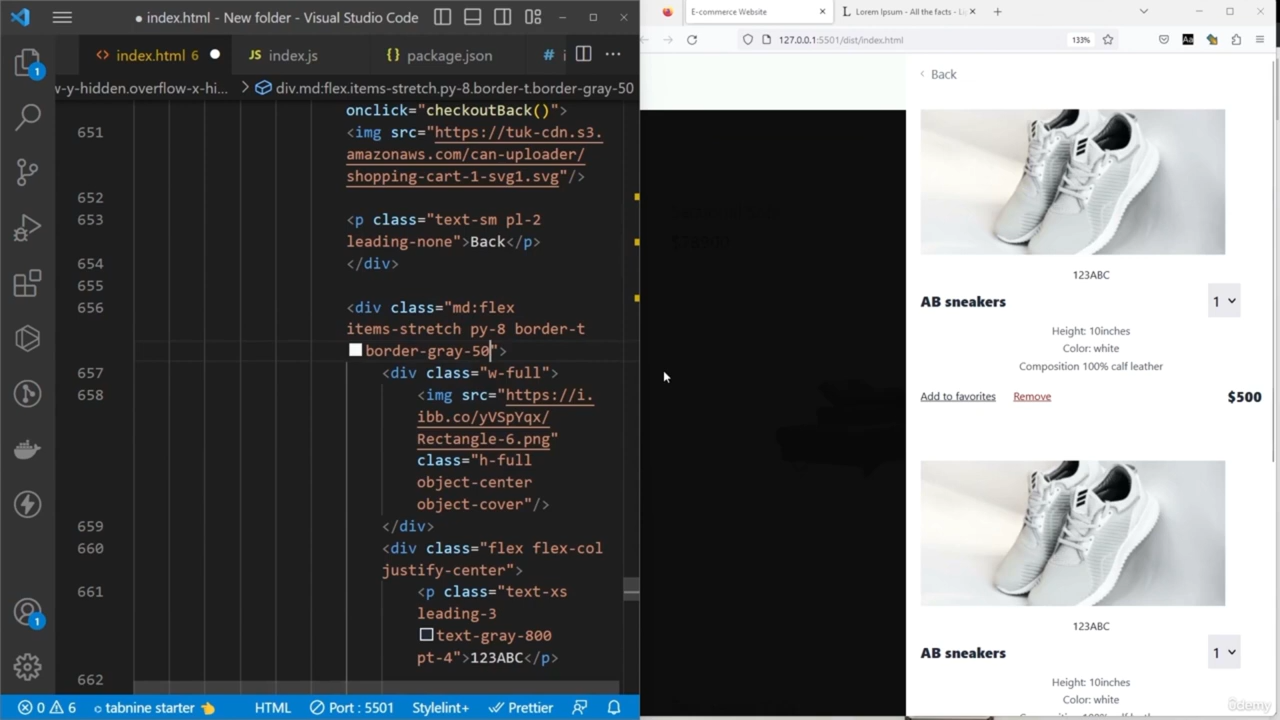 index.html - New folder - Visual Studio Code
index.html 6
index.js
package.json
w-y-hidden.overflow-x-hi...
div.md:flex.items-stretch.py-8.border-t.border-gray-50
onclick="checkoutBack()">
651 <img src="https://tuk-cdn.s3.
amazonaws.com/can-uploader/
shopping-cart-1-svg1.svg"/>
652
653 <p class="text-sm pl-2
leading-none">Back</p>
654 </div>
655
656 <div class="md:flex
items-stretch py-8 border-t
border-gray-50">
657 <div class="w-full">
658 <img src="https://i.
ibb.co/yVSpYqx/
Rectangle-6.png"
class="h-full
object-center
object-cover"/>
659 </div>
660 <div class="flex flex-col
justify-center">
661 <p class="text-xs
leading-3
text-gray-800
pt-4">123ABC</p>
662
1
1
0 6 tabnine starter HTML Port : 5501 Stylelint+ Prettier
E-commerce Website
Lorem Ipsum - All the facts - Li
127.0.0.1:5501/dist/index.html
133%
Back
123ABC
AB sneakers 1
Height: 10inches
Color: white
Composition 100% calf leather
Add to favorites Remove $500
123ABC
AB sneakers 1
Height: 10inches
Color: white
Composition 100% calf leather
ûdemy